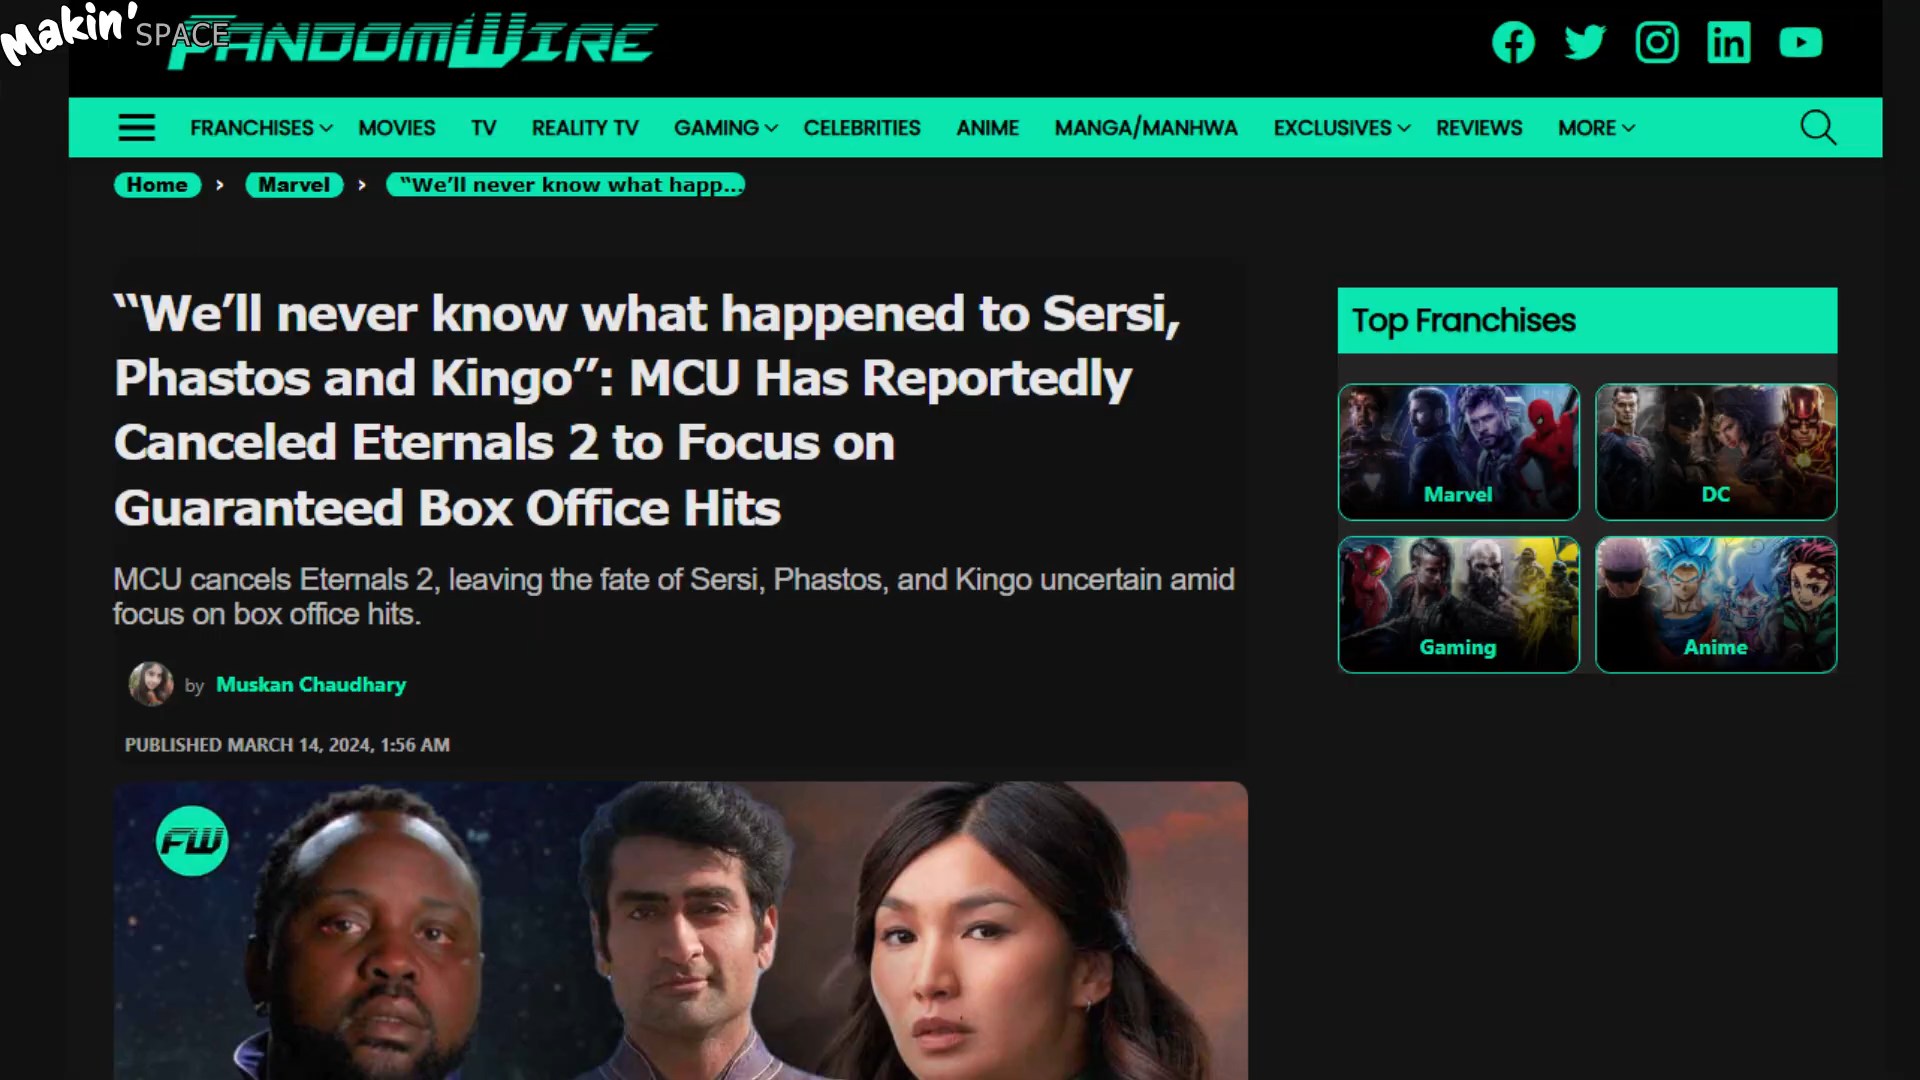 Makin'
SPACE
FANDOMWIRE
FRANCHISES MOVIES TV REALITY TV GAMING CELEBRITIES ANIME MANGA/MANHWA EXCLUSIVES REVIEWS MORE
Home › Marvel › “We’ll never know what happ...
“We’ll never know what happened to Sersi,
Phastos and Kingo”: MCU Has Reportedly
Canceled Eternals 2 to Focus on
Guaranteed Box Office Hits
MCU cancels Eternals 2, leaving the fate of Sersi, Phastos, and Kingo uncertain amid
focus on box office hits.
by Muskan Chaudhary
PUBLISHED MARCH 14, 2024, 1:56 AM
FW
Top Franchises
Marvel
DC
Gaming
Anime